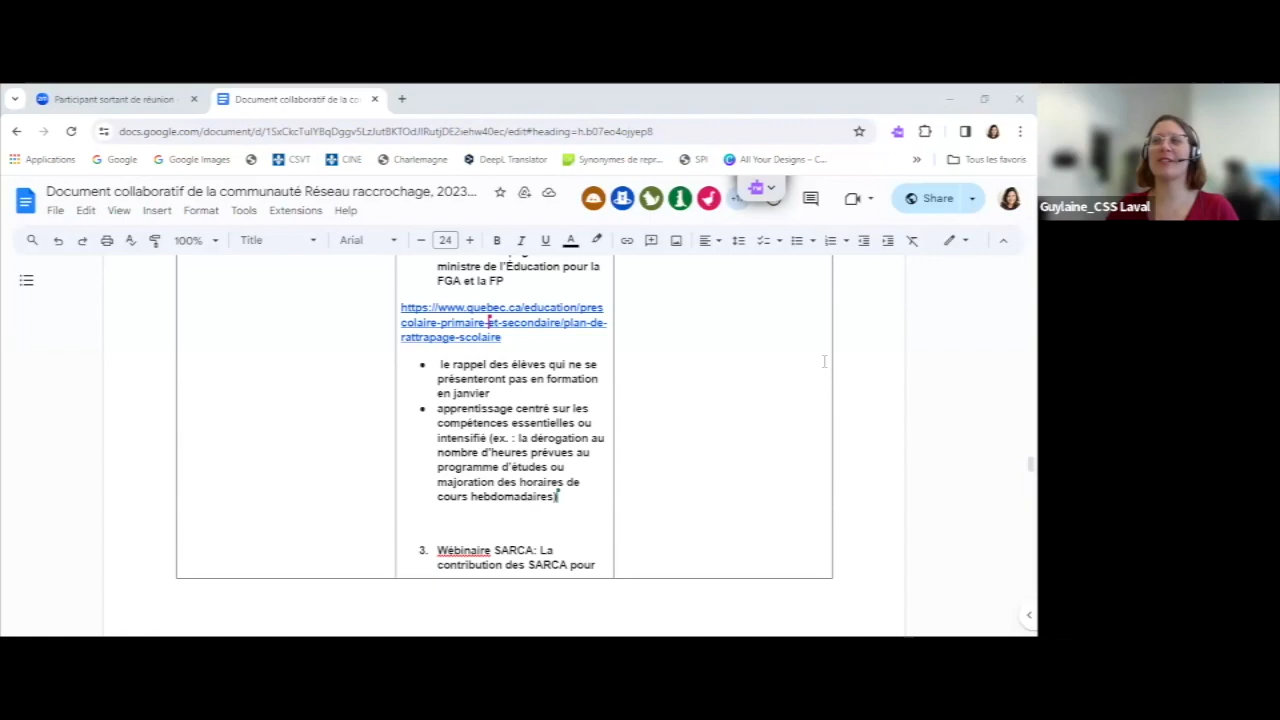 Participant sortant de réunion
Document collaboratif de la co
docs.google.com/document/d/1SxCkcTulYBqDggv5LzJutBKTOdJIRutjDE2iehw40ec/edit#heading=h.b07eo4ojyep8
Applications
Google
Google Images
CSVT
CINE
Charlemagne
DeepL Translator
Synonymes de repr...
SPI
All Your Designs – C...
»
Tous les favoris
Document collaboratif de la communauté Réseau raccrochage, 2023...
Share
File Edit View Insert Format Tools Extensions Help
100% Title Arial 24 B I U A
ministre de l'Éducation pour la
FGA et la FP
https://www.quebec.ca/education/pres
colaire-primaire-et-secondaire/plan-de-
rattrapage-scolaire
● le rappel des élèves qui ne se
présenteront pas en formation
en janvier
● apprentissage centré sur les
compétences essentielles ou
intensifié (ex. : la dérogation au
nombre d'heures prévues au
programme d'études ou
majoration des horaires de
cours hebdomadaires)
3. Wébinaire SARCA: La
contribution des SARCA pour
Guylaine_CSS Laval